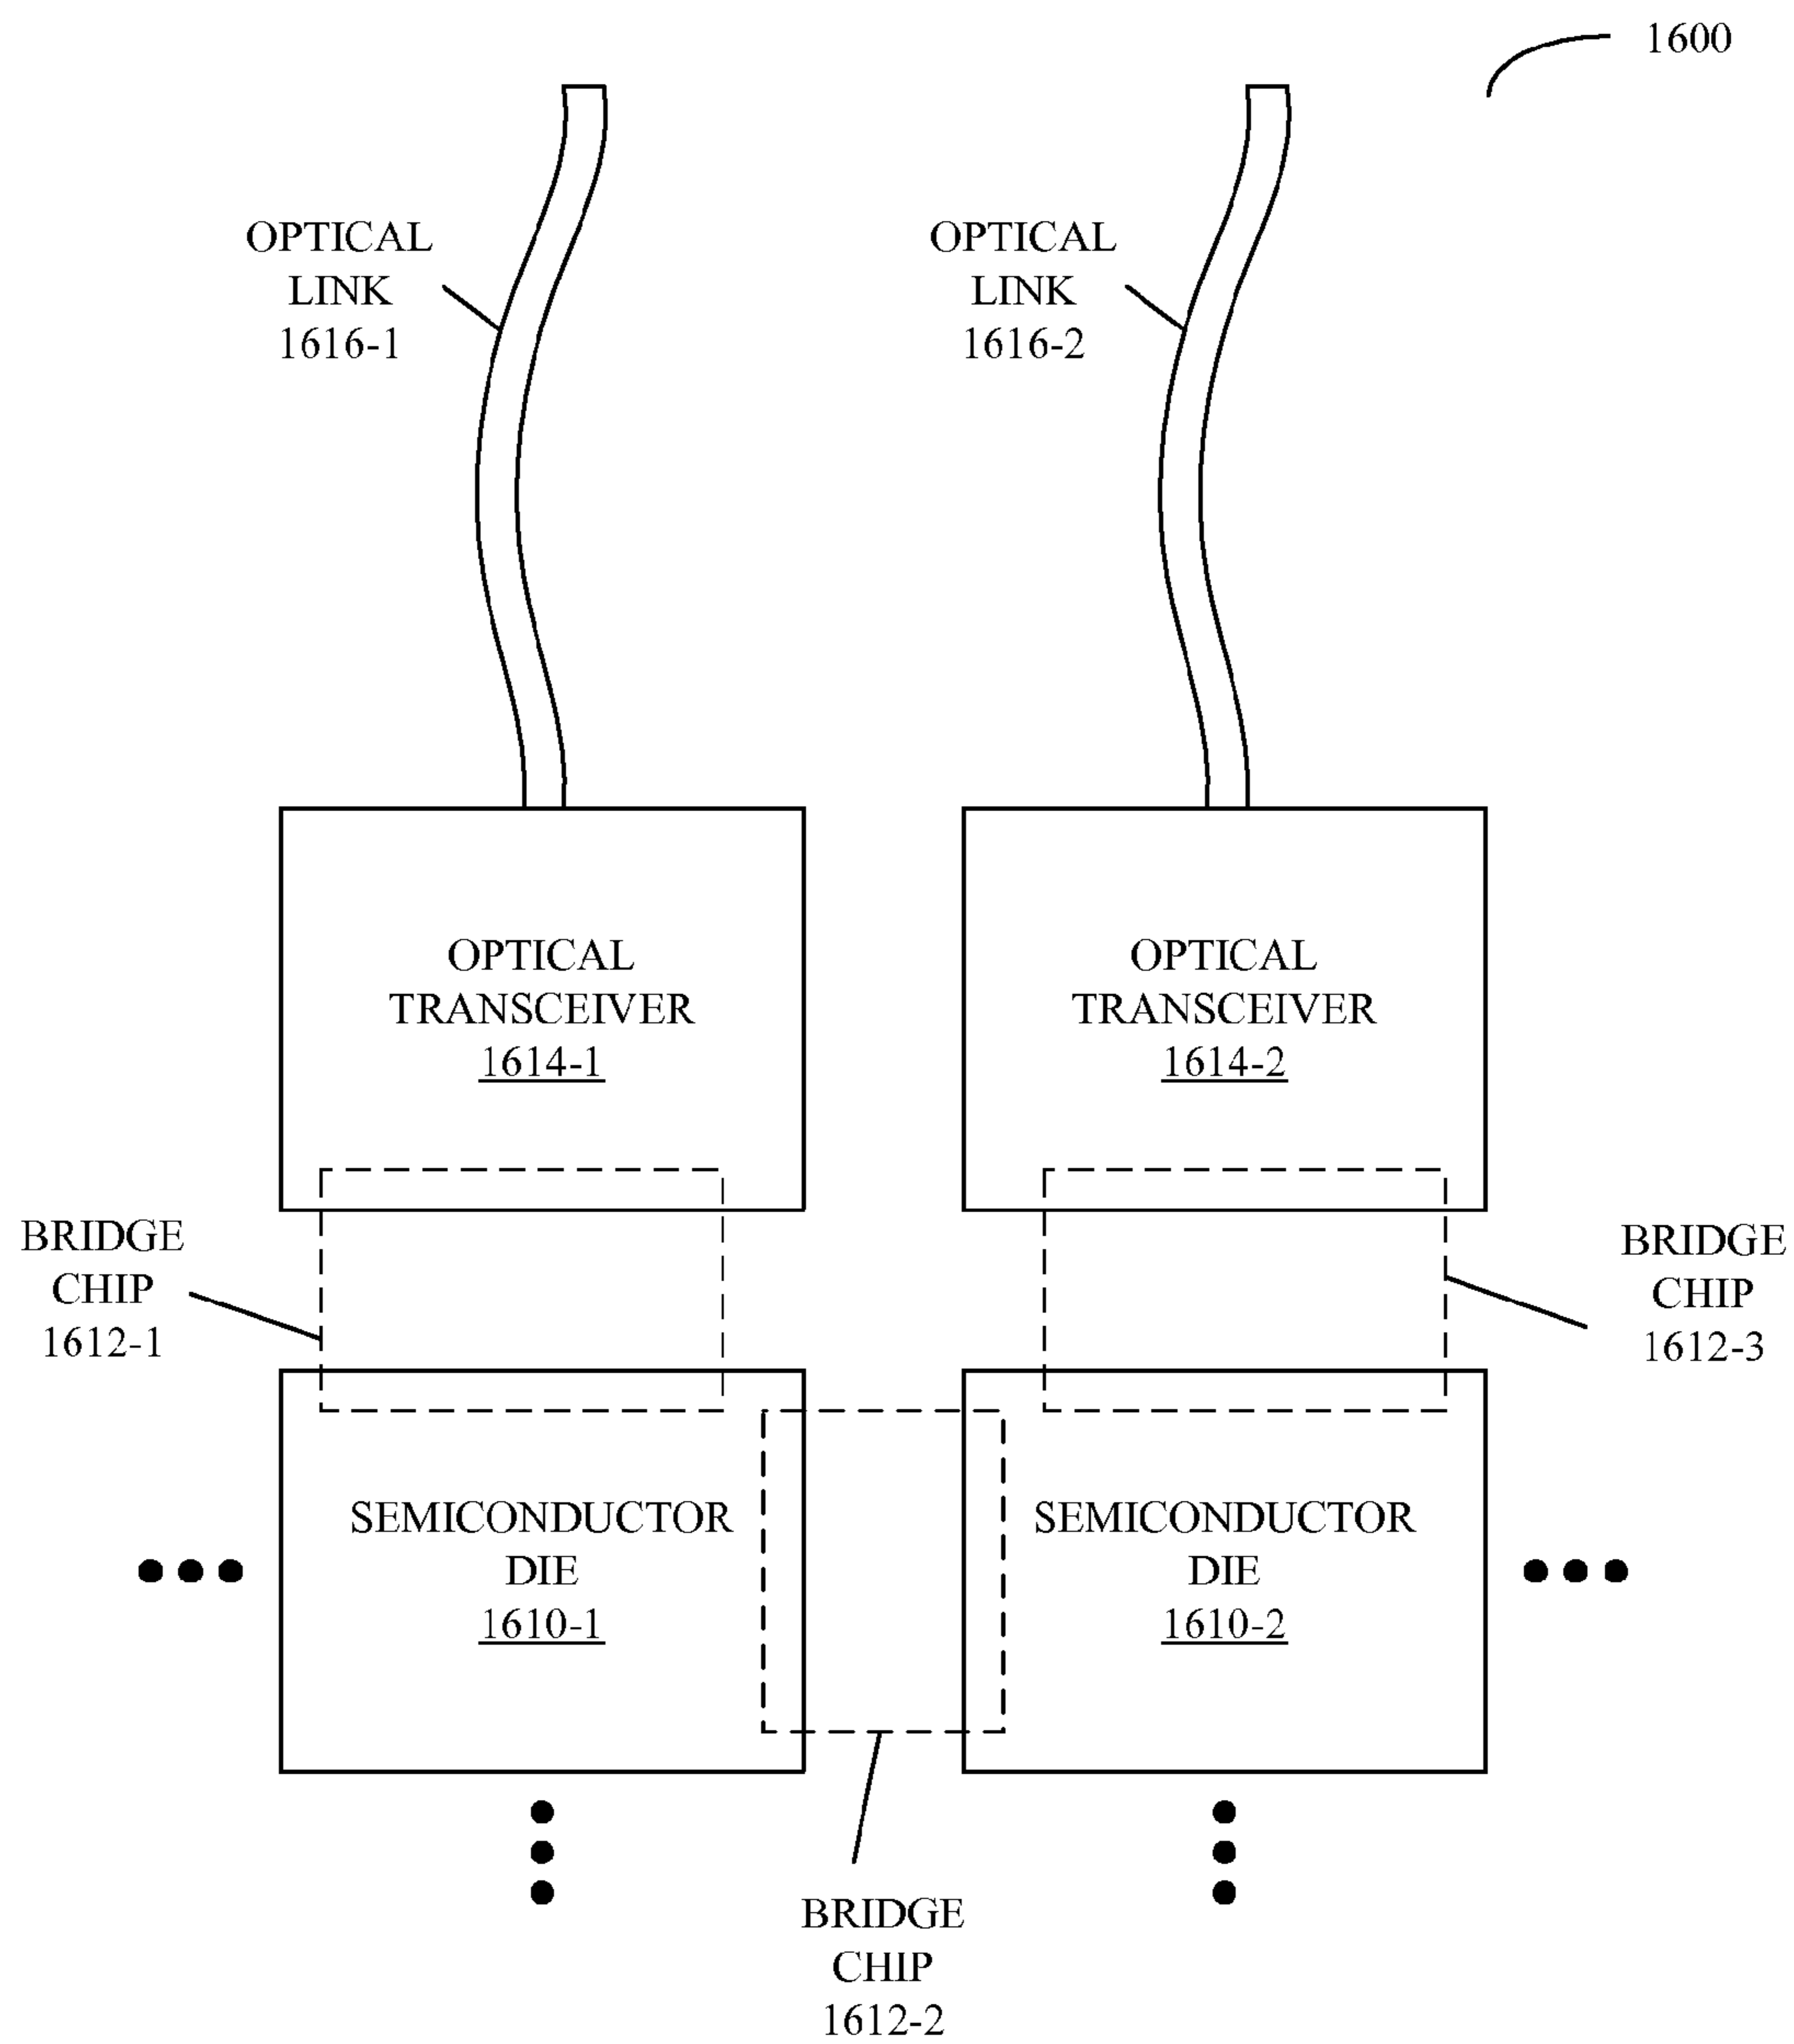 1600
OPTICAL
LINK
1616-1
OPTICAL
LINK
1616-2
OPTICAL
TRANSCEIVER
1614-1
OPTICAL
TRANSCEIVER
1614-2
BRIDGE
CHIP
1612-1
BRIDGE
CHIP
1612-3
SEMICONDUCTOR
DIE
1610-1
SEMICONDUCTOR
DIE
1610-2
BRIDGE
CHIP
1612-2